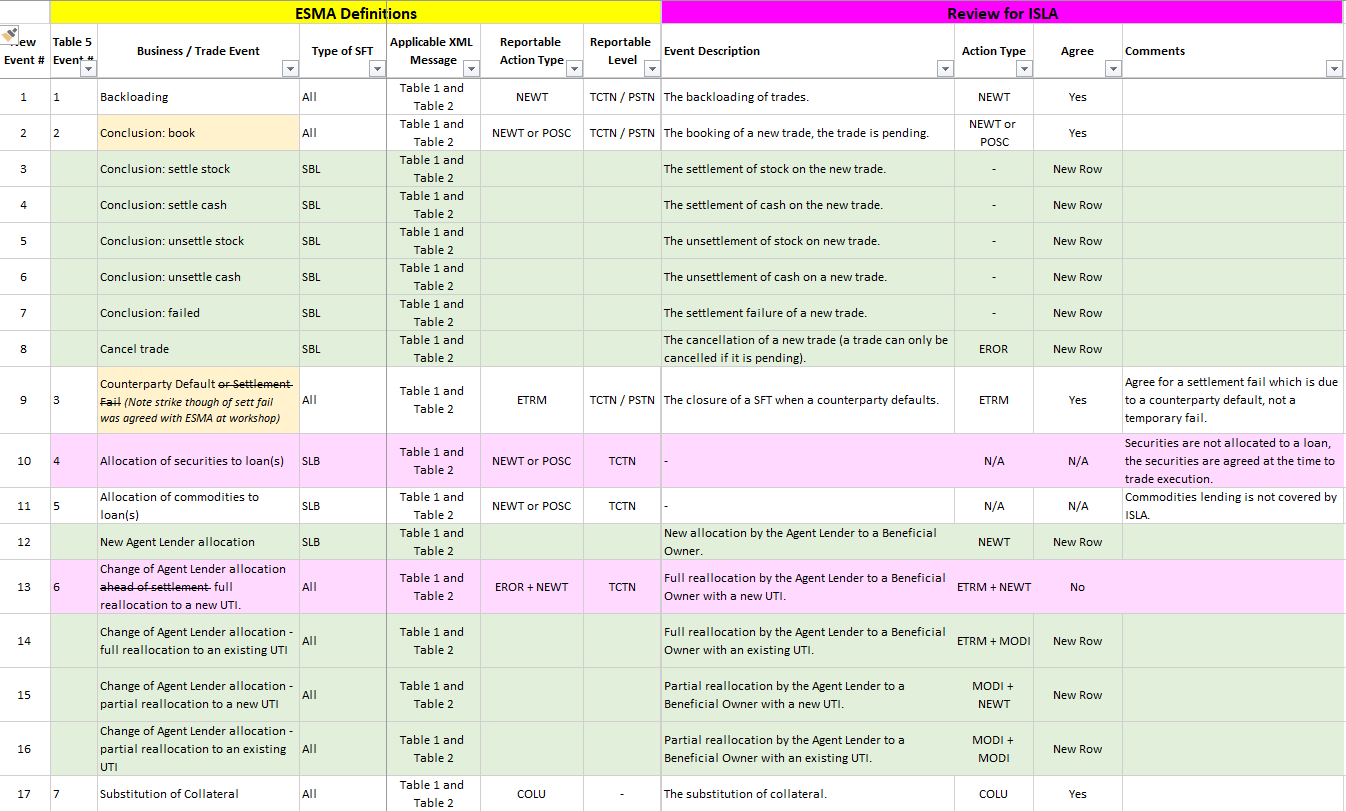 ESMA Definitions
Review for ISLA
New Event #
Table 5 Event #
Business / Trade Event
Type of SFT
Applicable XML Message
Reportable Action Type
Reportable Level
Event Description
Action Type
Agree
Comments
1
1
Backloading
All
Table 1 and
Table 2
NEWT
TCTN / PSTN
The backloading of trades.
NEWT
Yes
2
2
Conclusion: book
All
Table 1 and
Table 2
NEWT or POSC
TCTN / PSTN
The booking of a new trade, the trade is pending.
NEWT or
POSC
Yes
3
Conclusion: settle stock
SBL
Table 1 and
Table 2
The settlement of stock on the new trade.
-
New Row
4
Conclusion: settle cash
SBL
Table 1 and
Table 2
The settlement of cash on the new trade.
-
New Row
5
Conclusion: unsettle stock
SBL
Table 1 and
Table 2
The unsettlement of stock on new trade.
-
New Row
6
Conclusion: unsettle cash
SBL
Table 1 and
Table 2
The unsettlement of cash on a new trade.
-
New Row
7
Conclusion: failed
SBL
Table 1 and
Table 2
The settlement failure of a new trade.
-
New Row
8
Cancel trade
SBL
Table 1 and
Table 2
The cancellation of a new trade (a trade can only be
cancelled if it is pending).
EROR
New Row
9
3
Counterparty Default or Settlement
Fail (Note strike though of sett fail
was agreed with ESMA at workshop)
All
Table 1 and
Table 2
ETRM
TCTN / PSTN
The closure of a SFT when a counterparty defaults.
ETRM
Yes
Agree for a settlement fail which is due
to a counterparty default, not a
temporary fail.
10
4
Allocation of securities to loan(s)
SLB
Table 1 and
Table 2
NEWT or POSC
TCTN
-
N/A
N/A
Securities are not allocated to a loan,
the securities are agreed at the time to
trade execution.
11
5
Allocation of commodities to
loan(s)
SLB
Table 1 and
Table 2
NEWT or POSC
TCTN
-
N/A
N/A
Commodities lending is not covered by
ISLA.
12
New Agent Lender allocation
SLB
Table 1 and
Table 2
New allocation by the Agent Lender to a Beneficial
Owner.
NEWT
New Row
13
6
Change of Agent Lender allocation
ahead of settlement full
reallocation to a new UTI.
All
Table 1 and
Table 2
EROR + NEWT
TCTN
Full reallocation by the Agent Lender to a Beneficial
Owner with a new UTI.
ETRM + NEWT
No
14
Change of Agent Lender allocation -
full reallocation to an existing UTI
All
Table 1 and
Table 2
Full reallocation by the Agent Lender to a Beneficial
Owner with an existing UTI.
ETRM + MODI
New Row
15
Change of Agent Lender allocation -
partial reallocation to a new UTI
All
Table 1 and
Table 2
Partial reallocation by the Agent Lender to a
Beneficial Owner with a new UTI.
MODI +
NEWT
New Row
16
Change of Agent Lender allocation -
partial reallocation to an existing
UTI
All
Table 1 and
Table 2
Partial reallocation by the Agent Lender to a
Beneficial Owner with an existing UTI.
MODI +
MODI
New Row
17
7
Substitution of Collateral
All
Table 1 and
Table 2
COLU
-
The substitution of collateral.
COLU
Yes